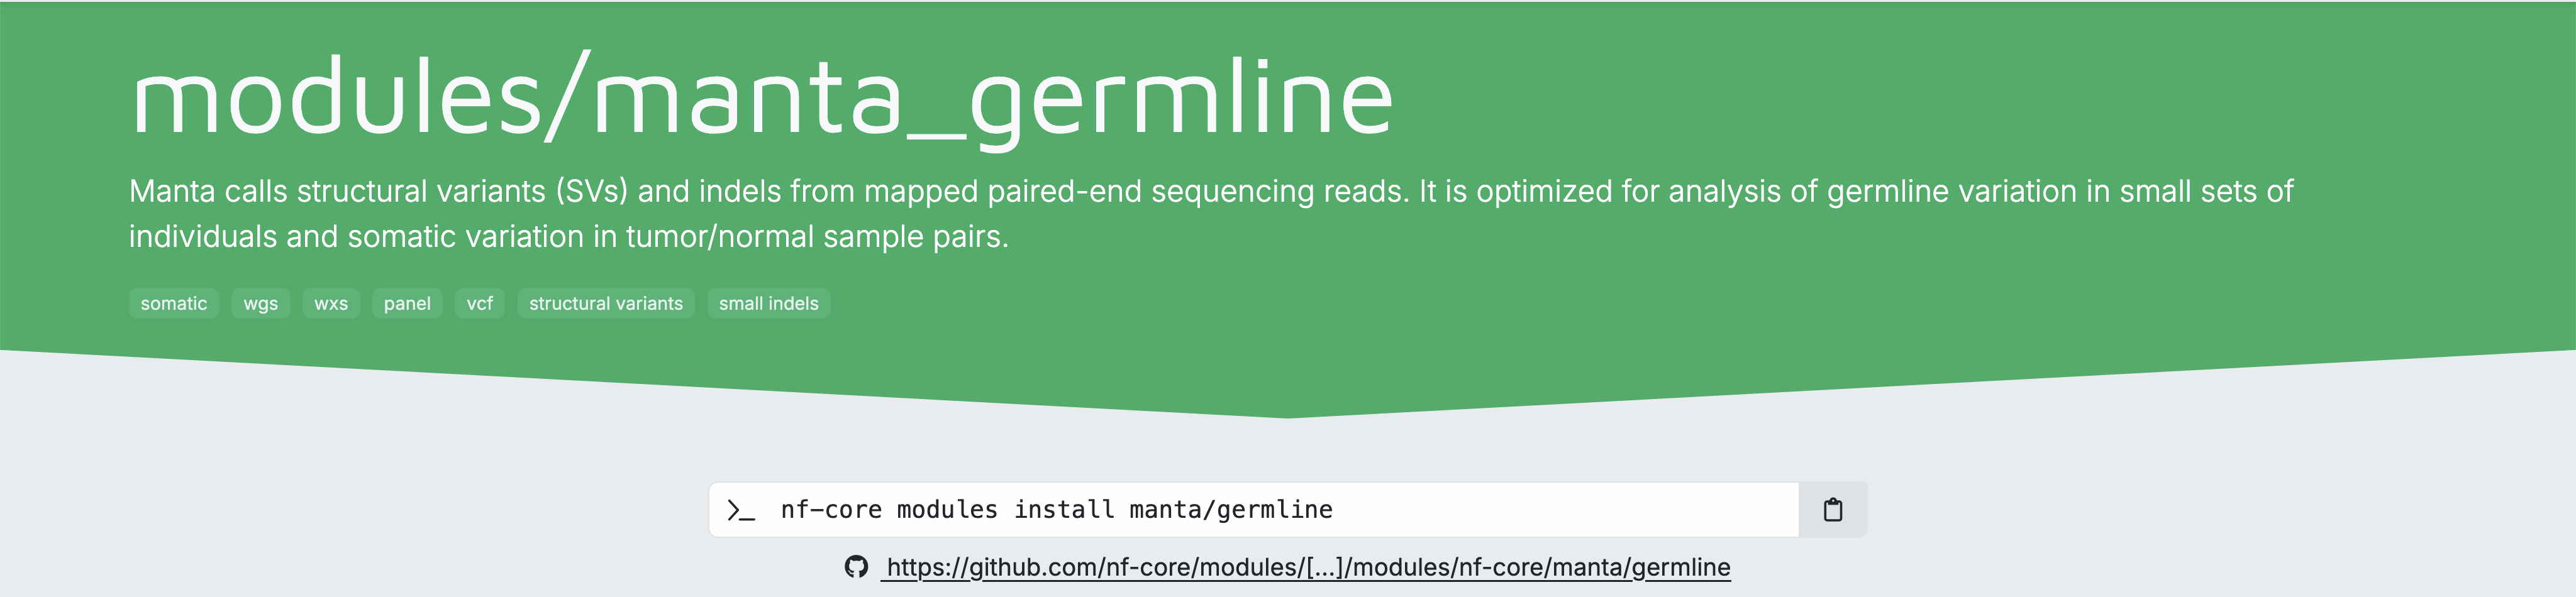 modules/manta_germline
Manta calls structural variants (SVs) and indels from mapped paired-end sequencing reads. It is optimized for analysis of germline variation in small sets of
individuals and somatic variation in tumor/normal sample pairs.
somatic wgs wxs panel vcf structural variants small indels
>_ nf-core modules install manta/germline
https://github.com/nf-core/modules/[...]/modules/nf-core/manta/germline